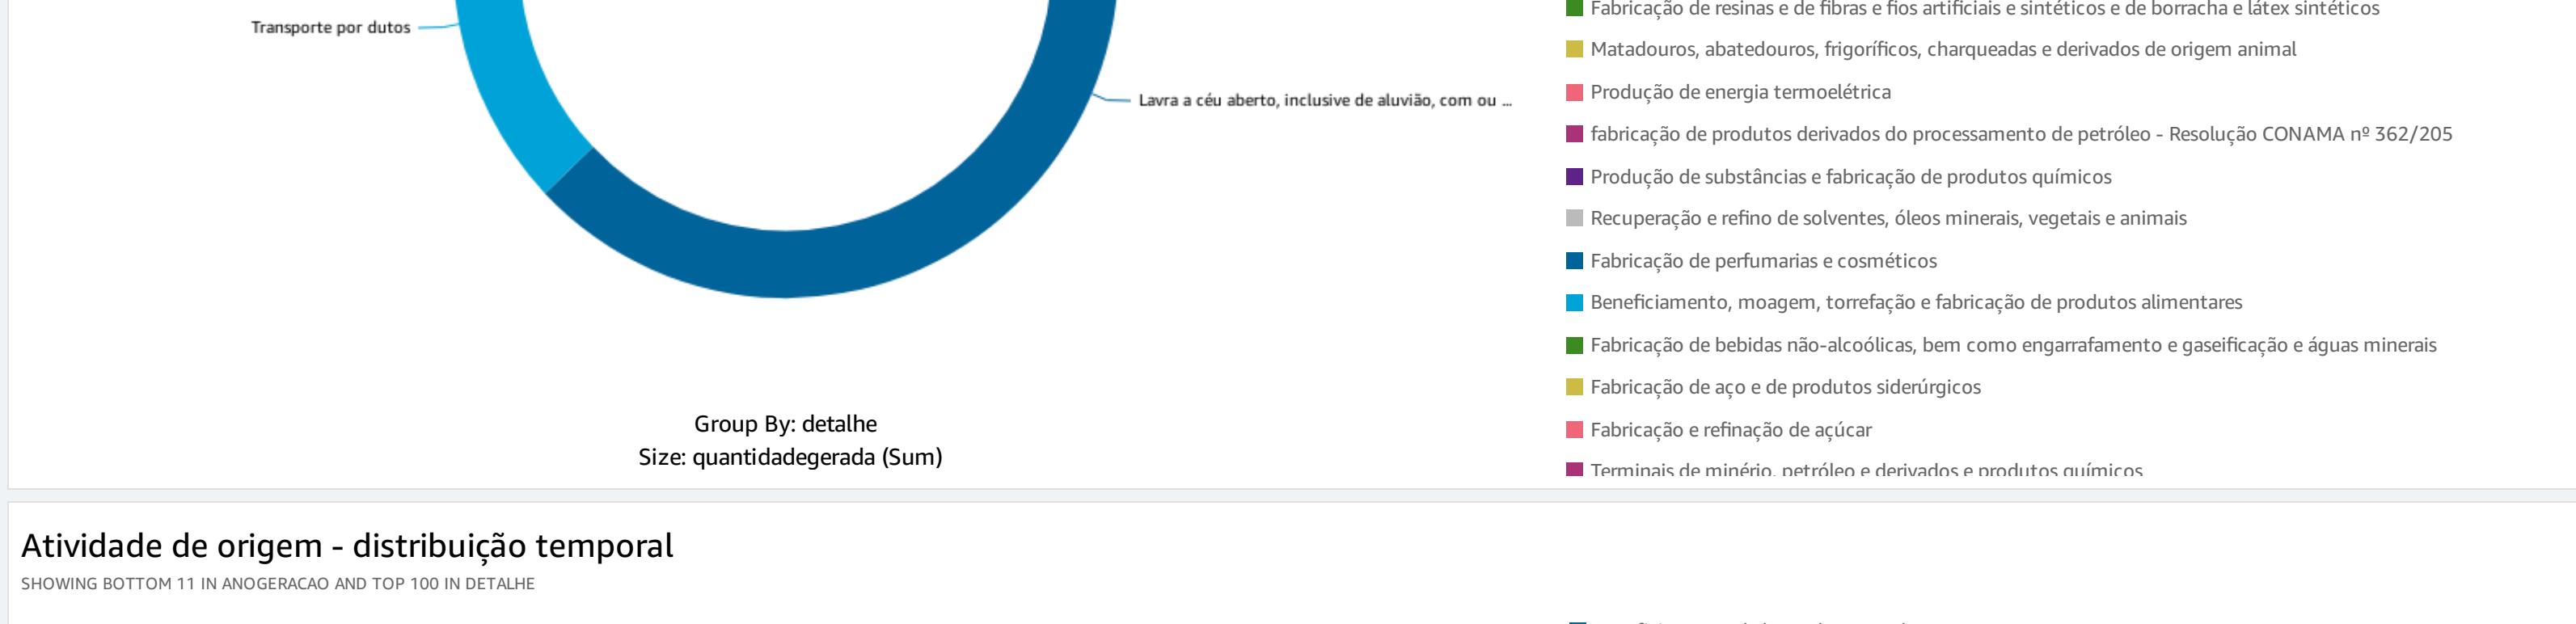 Transporte por dutos
Lavra a céu aberto, inclusive de aluvião, com ou ...
Group By: detalhe
Size: quantidadegerada (Sum)
Fabricação de resinas e de fibras e fios artificiais e sintéticos e de borracha e látex sintéticos
Matadouros, abatedouros, frigoríficos, charqueadas e derivados de origem animal
Produção de energia termoelétrica
fabricação de produtos derivados do processamento de petróleo - Resolução CONAMA nº 362/205
Produção de substâncias e fabricação de produtos químicos
Recuperação e refino de solventes, óleos minerais, vegetais e animais
Fabricação de perfumarias e cosméticos
Beneficiamento, moagem, torrefação e fabricação de produtos alimentares
Fabricação de bebidas não-alcoólicas, bem como engarrafamento e gaseificação e águas minerais
Fabricação de aço e de produtos siderúrgicos
Fabricação e refinação de açúcar
Terminais de minério, petróleo e derivados e produtos químicos
Atividade de origem - distribuição temporal
SHOWING BOTTOM 11 IN ANOGERACAO AND TOP 100 IN DETALHE